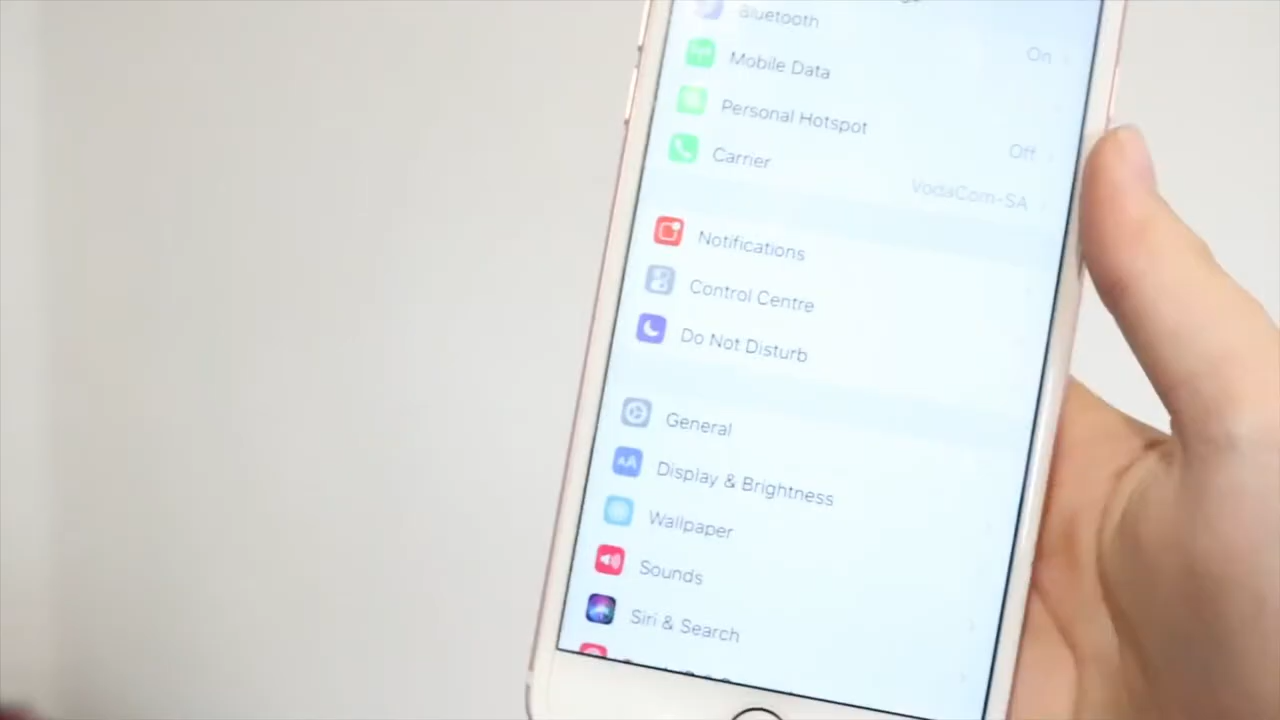 Bluetooth
On
Mobile Data
Personal Hotspot
Off
Carrier
VodaCom-SA
Notifications
Control Centre
Do Not Disturb
General
AA
Display & Brightness
Wallpaper
Sounds
Siri & Search